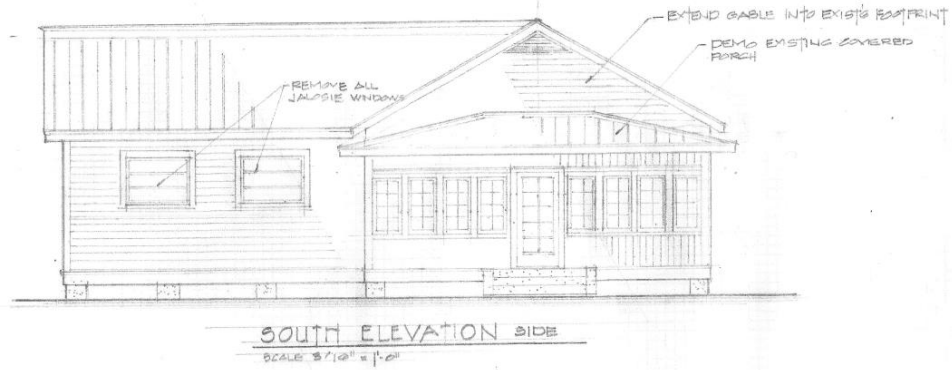 EXTEND GABLE INTO EXIST'G FOOTPRINT
DEMO EXISTING COVERED
PORCH
REMOVE ALL
JALOSIE WINDOWS
SOUTH ELEVATION SIDE
SCALE 3/16" = 1'-0"